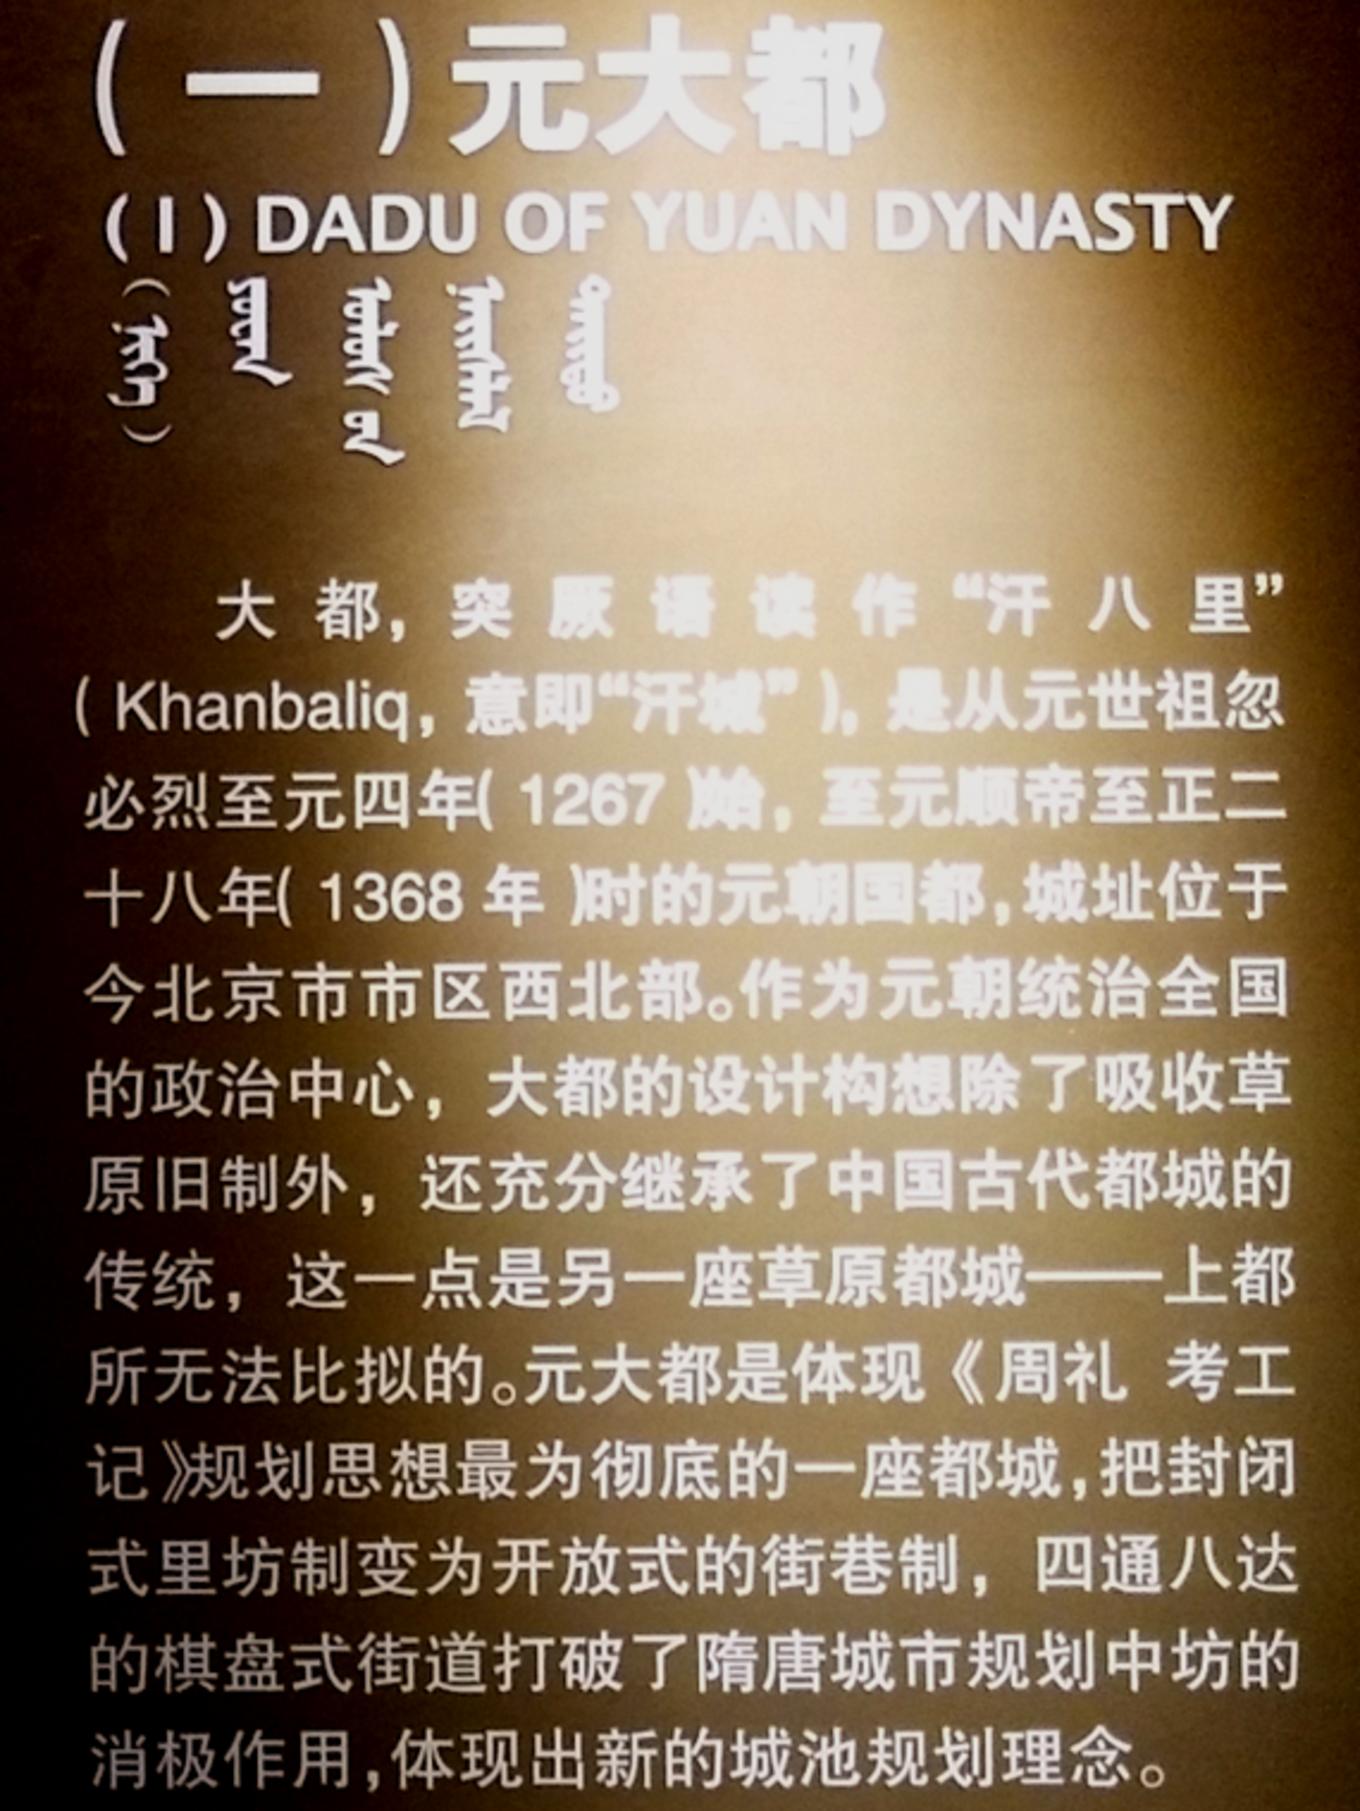 （一）元大都
(I) DADU OF YUAN DYNASTY
大都，突厥语读作“汗八里”
(Khanbaliq，意即“汗城”)，是从元世祖忽
必烈至元四年(1267)始，至元顺帝至正二
十八年(1368年)时的元朝国都，城址位于
今北京市市区西北部。作为元朝统治全国
的政治中心，大都的设计构想除了吸收草
原旧制外，还充分继承了中国古代都城的
传统，这一点是另一座草原都城——上都
所无法比拟的。元大都是体现《周礼 考工
记》规划思想最为彻底的一座都城，把封闭
式里坊制变为开放式的街巷制，四通八达
的棋盘式街道打破了隋唐城市规划中坊的
消极作用，体现出新的城池规划理念。